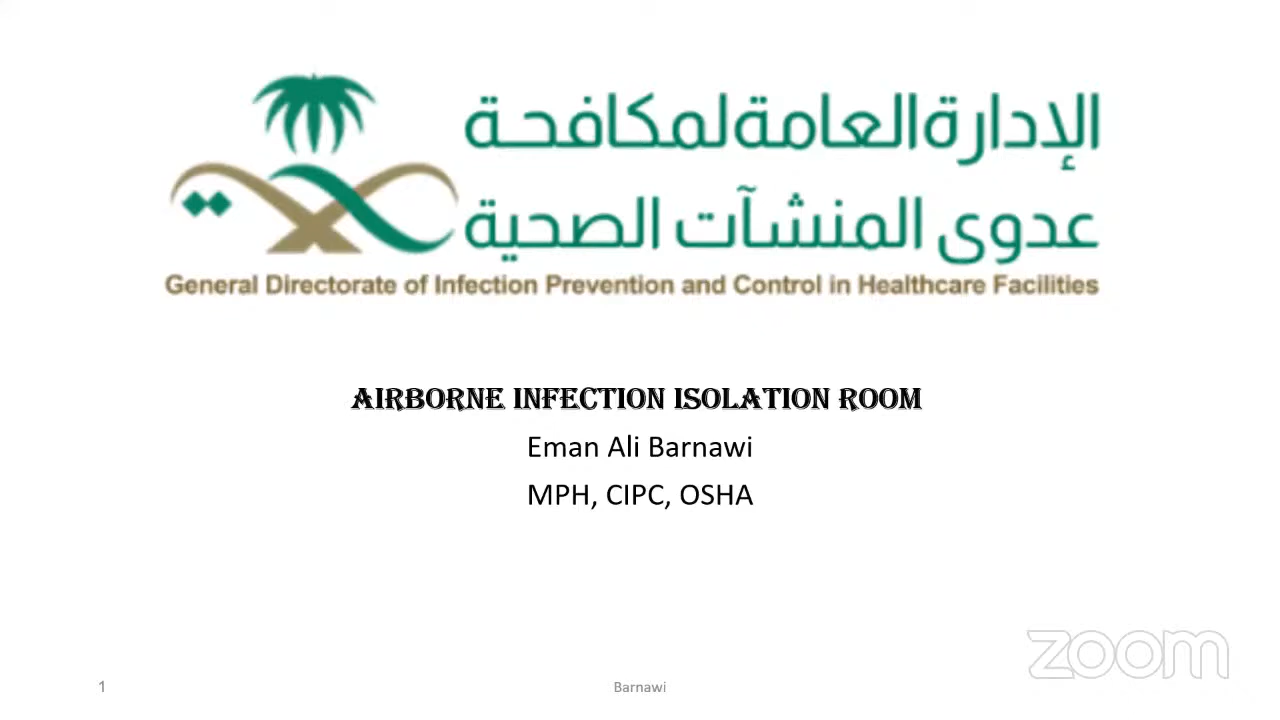 الإدارة العامة لمكافحة
عدوى المنشآت الصحية
General Directorate of Infection Prevention and Control in Healthcare Facilities
AIRBORNE INFECTION ISOLATION ROOM
Eman Ali Barnawi
MPH, CIPC, OSHA
zoom
1
Barnawi